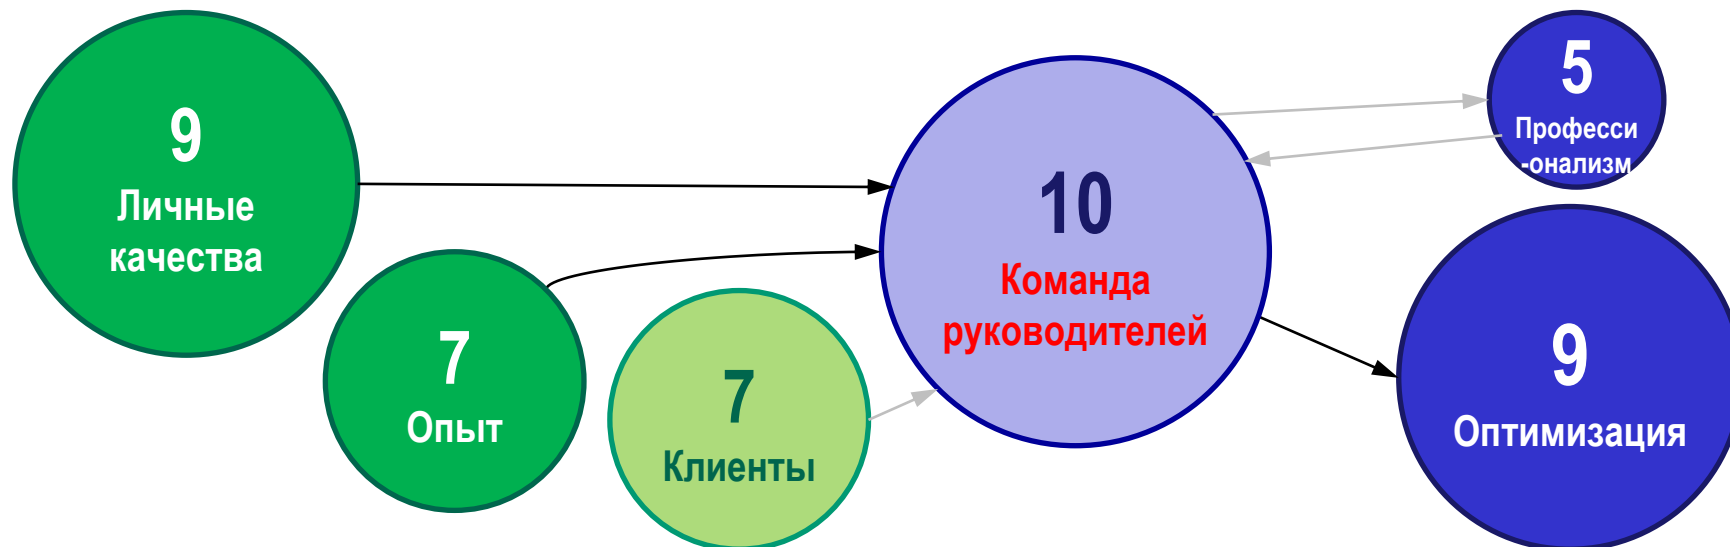 9
Личные
качества
7
Опыт
7
Клиенты
10
Команда
руководителей
5
Професси
-онализм
9
Оптимизация